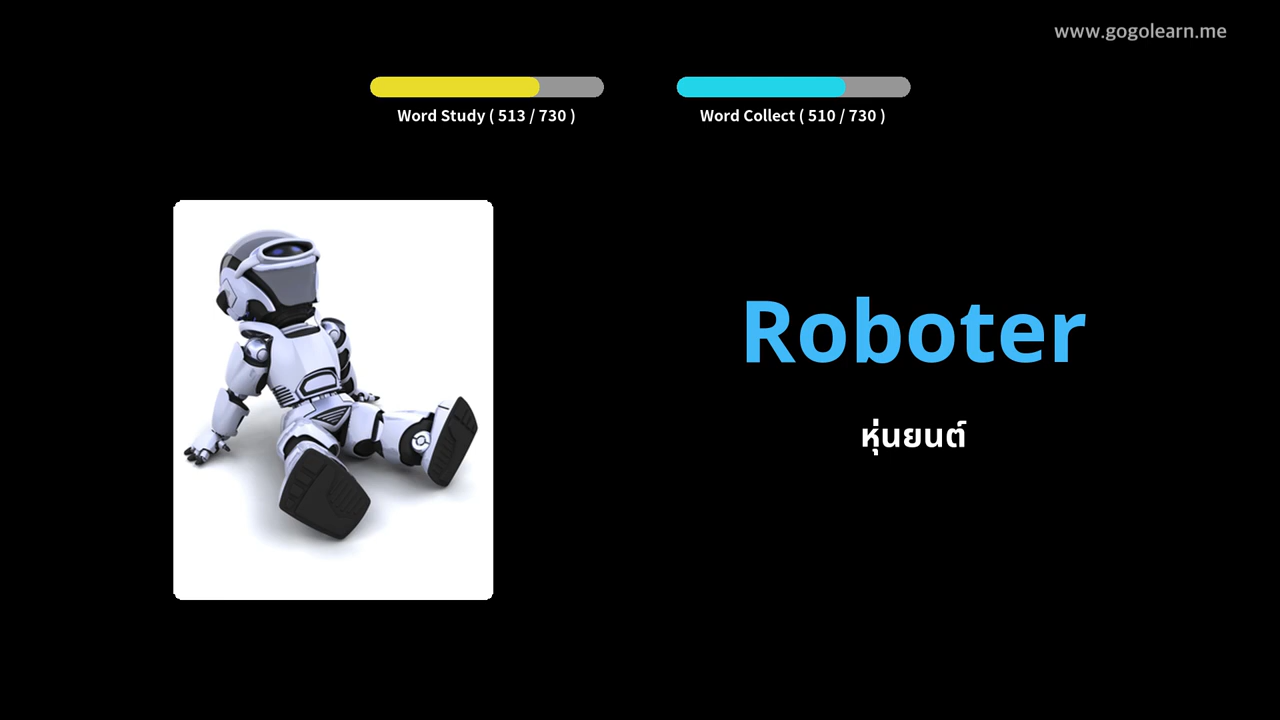 www.gogolearn.me
Word Study ( 513 / 730 )
Word Collect ( 510 / 730 )
Roboter
หุ่นยนต์